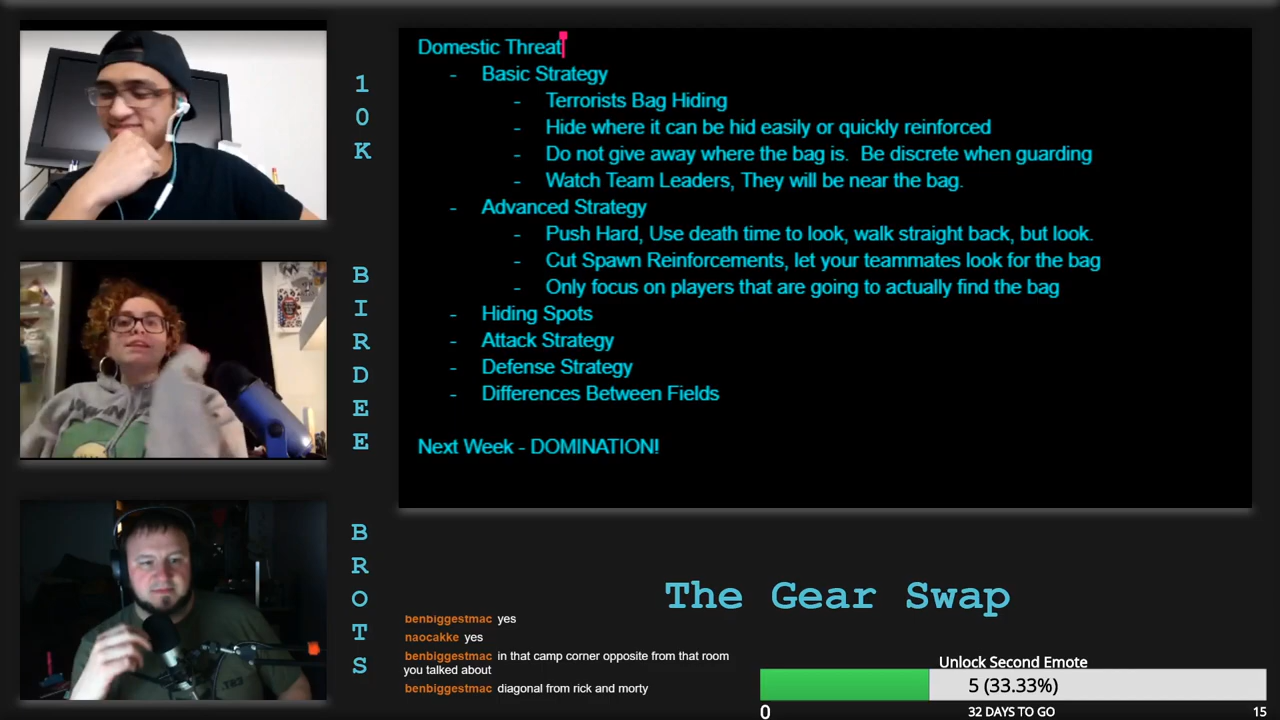 10K
BIRDEE
BROTS
Domestic Threat
- Basic Strategy
- Terrorists Bag Hiding
- Hide where it can be hid easily or quickly reinforced
- Do not give away where the bag is. Be discrete when guarding
- Watch Team Leaders, They will be near the bag.
- Advanced Strategy
- Push Hard, Use death time to look, walk straight back, but look.
- Cut Spawn Reinforcements, let your teammates look for the bag
- Only focus on players that are going to actually find the bag
- Hiding Spots
- Attack Strategy
- Defense Strategy
- Differences Between Fields
Next Week - DOMINATION!
The Gear Swap
benbiggestmac yes
naocakke yes
benbiggestmac in that camp corner opposite from that room
you talked about
benbiggestmac diagonal from rick and morty
Unlock Second Emote
5 (33.33%)
0 32 DAYS TO GO 15